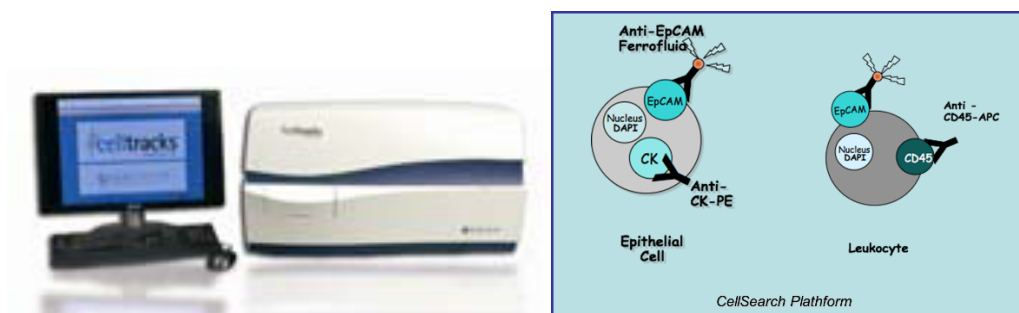 celltracks
Anti-EpCAM
Ferrofluid
EpCAM
Nucleus
DAPI
CK
Anti-
CK-PE
Epithelial
Cell
EpCAM
Nucleus
DAPI
CD45
Anti -
CD45-APC
Leukocyte
CellSearch Plathform